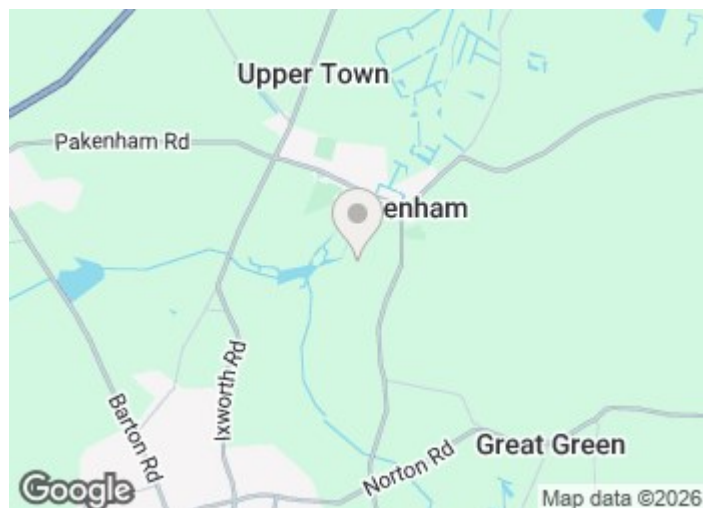 Upper Town
Pakenham Rd
enham
Ixworth Rd
Barton Rd
Great Green
Norton Rd
Google
Map data ©2026